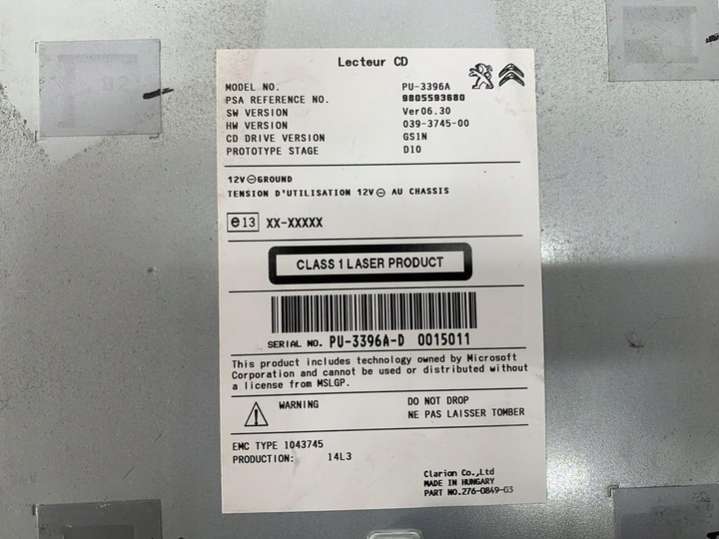 Lecteur CD
MODEL NO. PU-3396A
PSA REFERENCE NO. 9805593680
SW VERSION Ver06.30
HW VERSION 039-3745-00
CD DRIVE VERSION GS1N
PROTOTYPE STAGE D10
12V⊖GROUND
TENSION D'UTILISATION 12V⊖ AU CHASSIS
e13 XX-XXXXX
CLASS 1 LASER PRODUCT
SERIAL NO. PU-3396A-D 0015011
This product includes technology owned by Microsoft
Corporation and cannot be used or distributed without
a license from MSLGP.
WARNING DO NOT DROP
NE PAS LAISSER TOMBER
EMC TYPE 1043745
PRODUCTION: 14L3
Clarion Co.,Ltd
MADE IN HUNGARY
PART NO.276-0849-03